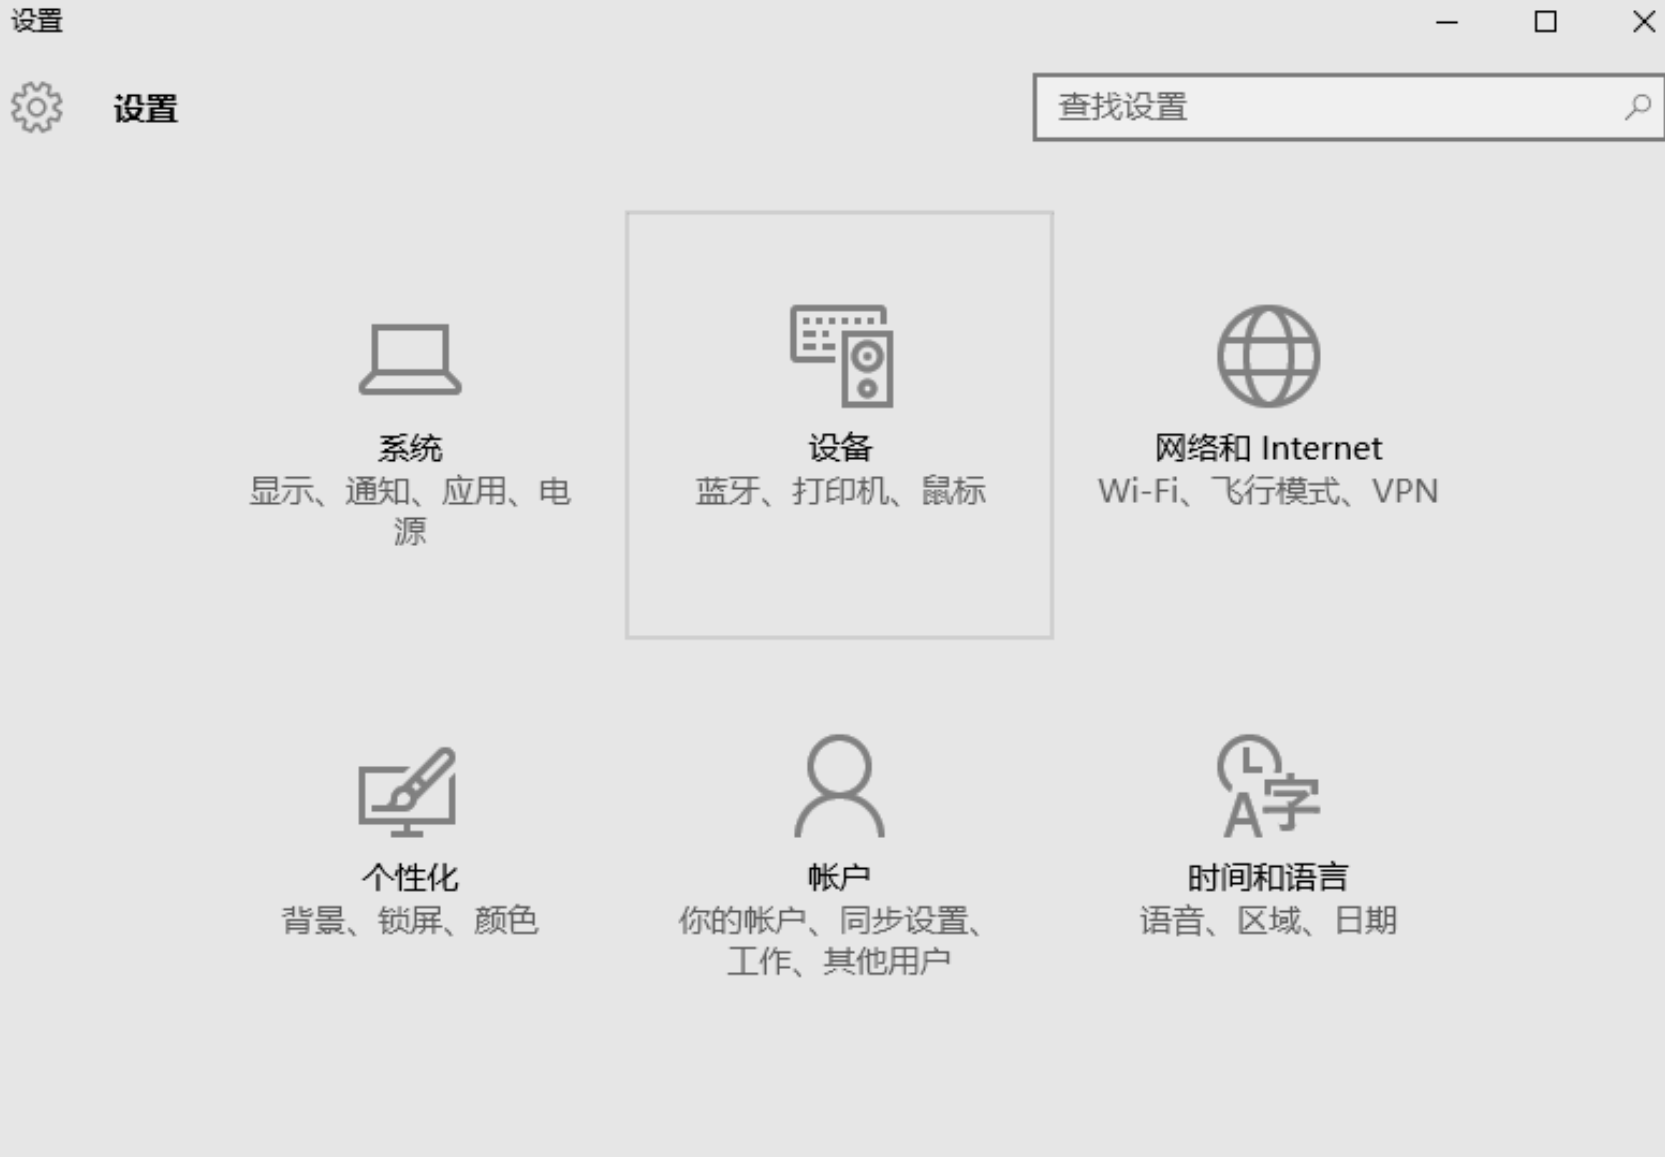 设置
设置
查找设置
系统
显示、通知、应用、电
源
设备
蓝牙、打印机、鼠标
网络和 Internet
Wi-Fi、飞行模式、VPN
个性化
背景、锁屏、颜色
帐户
你的帐户、同步设置、
工作、其他用户
时间和语言
语音、区域、日期